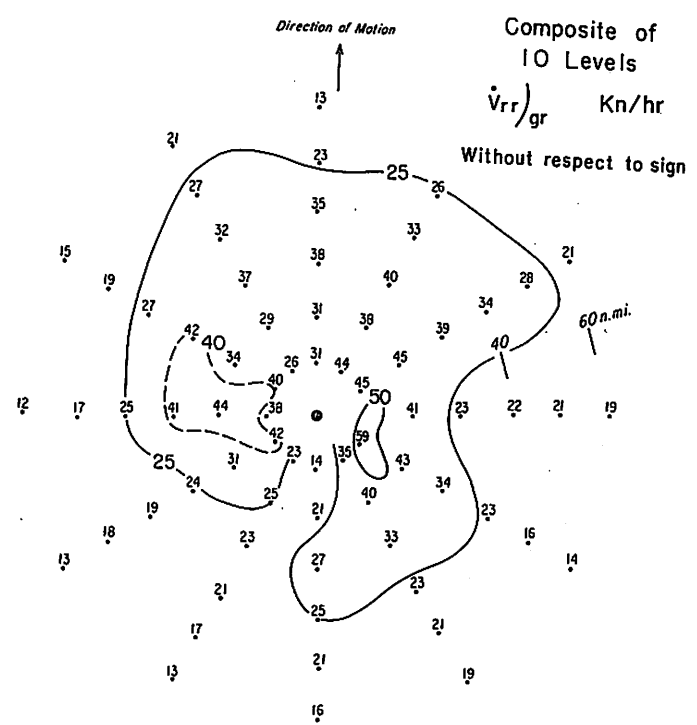 Direction of Motion
Composite of
10 Levels
V̇rr)gr Kn/hr
Without respect to sign
13
21
23
25
27 26
35
32 33
38
15 21
19 37 40 28
27 31 34
29 38 60 n.mi.
42 40 39 40
34 26 31 44 45
40 45
50
12 17 25 41 44 38 41 23 22 21 19
42 59
25 31 23 14 35 43
24 25 40 34
19 21 23
18 23 33 16
13 27 14
21 23
25
17 21
21
13 19
16